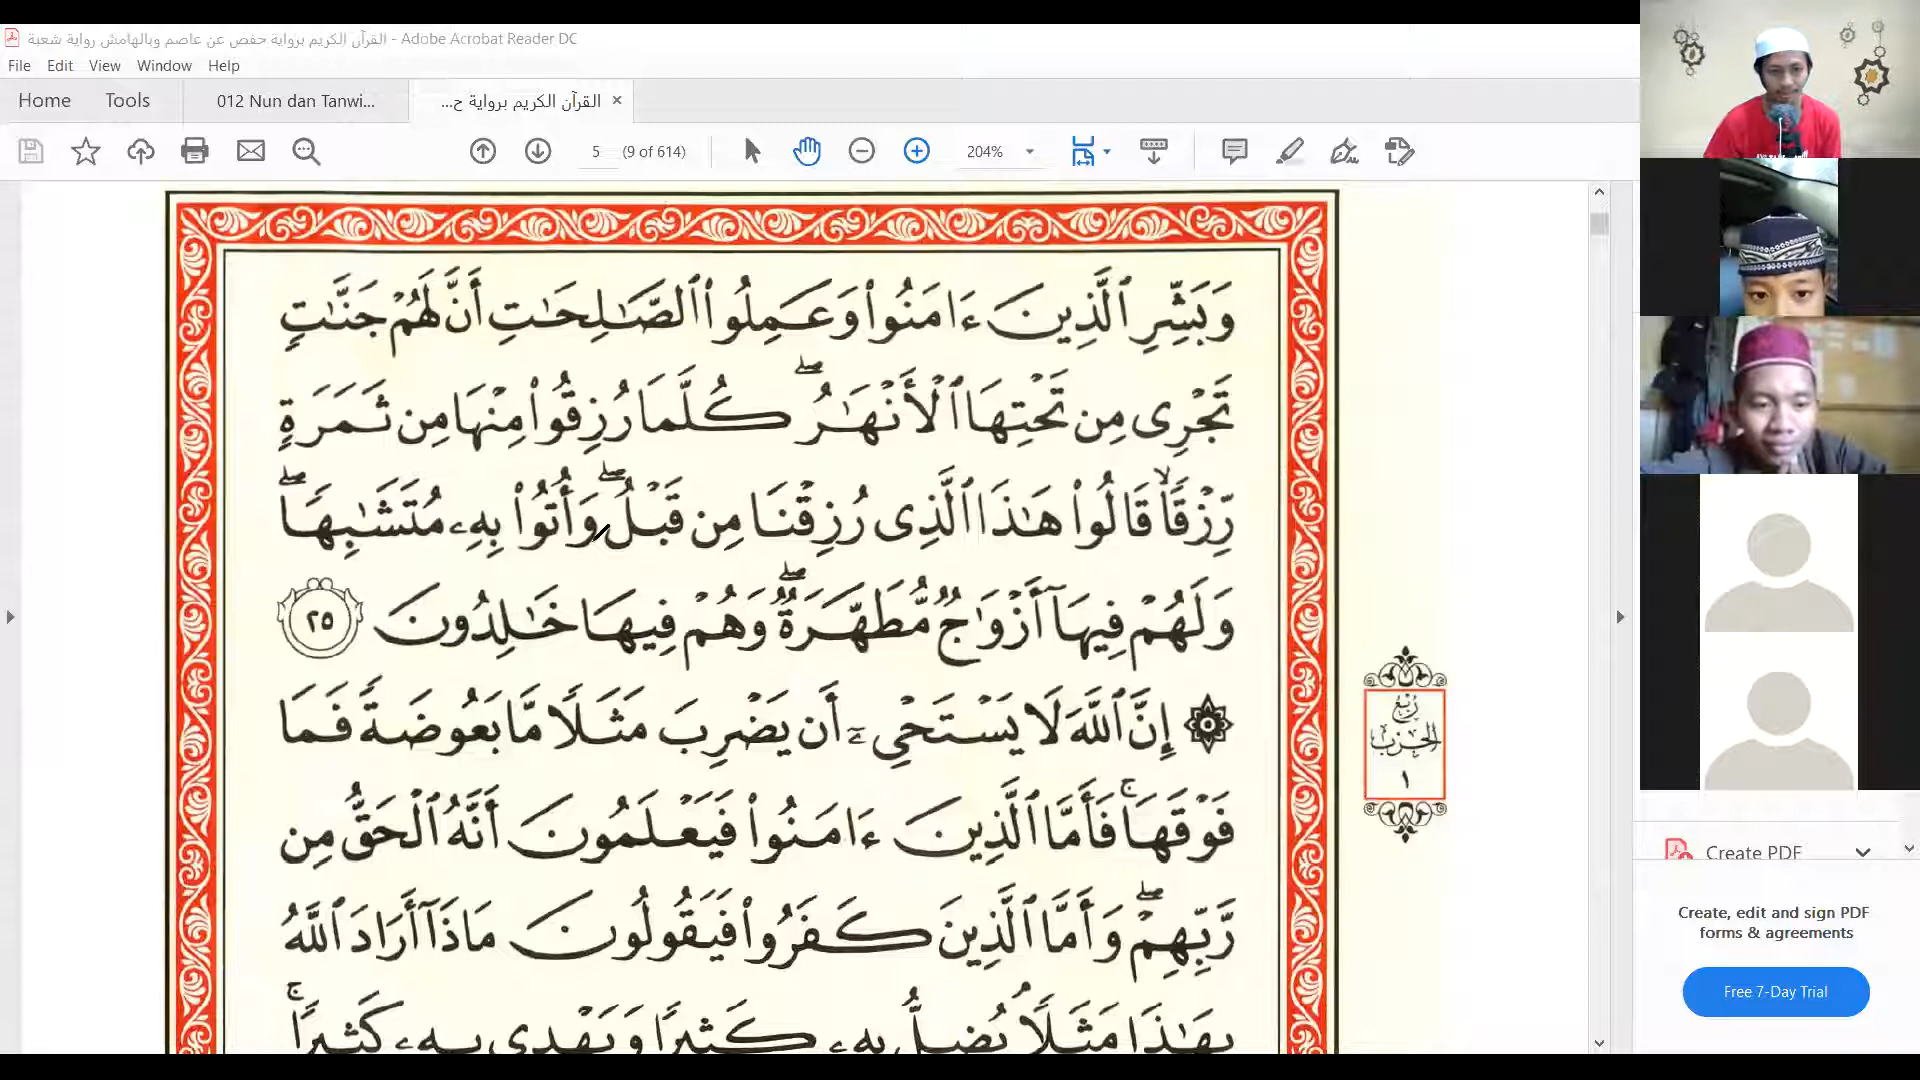 القرآن الكريم برواية حفص عن عاصم وبالهامش رواية شعبة - Adobe Acrobat Reader DC
File Edit View Window Help
Home Tools 012 Nun dan Tanwi... القرآن الكريم برواية ح...
5 (9 of 614) 204%
وَبَشِّرِ ٱلَّذِينَ ءَامَنُوا۟ وَعَمِلُوا۟ ٱلصَّـٰلِحَـٰتِ أَنَّ لَهُمْ جَنَّـٰتٍ
تَجْرِى مِن تَحْتِهَا ٱلْأَنْهَـٰرُ ۖ كُلَّمَا رُزِقُوا۟ مِنْهَا مِن ثَمَرَةٍ
رِّزْقًا ۙ قَالُوا۟ هَـٰذَا ٱلَّذِى رُزِقْنَا مِن قَبْلُ ۖ وَأُتُوا۟ بِهِۦ مُتَشَـٰبِهًا ۖ
وَلَهُمْ فِيهَآ أَزْوَٰجٌ مُّطَهَّرَةٌ ۖ وَهُمْ فِيهَا خَـٰلِدُونَ ٢٥
۞ إِنَّ ٱللَّهَ لَا يَسْتَحْىِۦٓ أَن يَضْرِبَ مَثَلًا مَّا بَعُوضَةً فَمَا
فَوْقَهَا ۚ فَأَمَّا ٱلَّذِينَ ءَامَنُوا۟ فَيَعْلَمُونَ أَنَّهُ ٱلْحَقُّ مِن
رَّبِّهِمْ ۖ وَأَمَّا ٱلَّذِينَ كَفَرُوا۟ فَيَقُولُونَ مَاذَآ أَرَادَ ٱللَّهُ
بِهَـٰذَا مَثَلًا ۘ يُضِلُّ بِهِۦ كَثِيرًا وَيَهْدِى بِهِۦ كَثِيرًا ۚ
رُبْعُ
الحِزْبِ
١
Create PDF
Create, edit and sign PDF
forms & agreements
Free 7-Day Trial